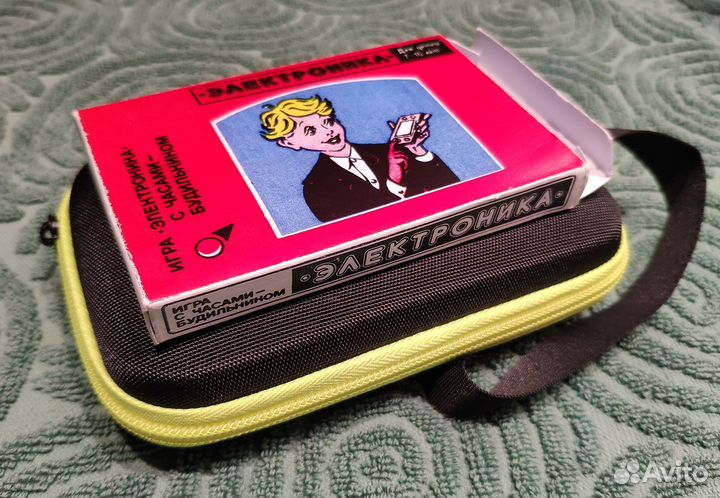 ·ЭЛЕКТРОНИКА·
Для детей
ИГРА «ЭЛЕКТРОНИКА»
С ЧАСАМИ–
БУДИЛЬНИКОМ
·ЭЛЕКТРОНИКА·
ИГРА
С ЧАСАМИ–
БУДИЛЬНИКОМ
Avito